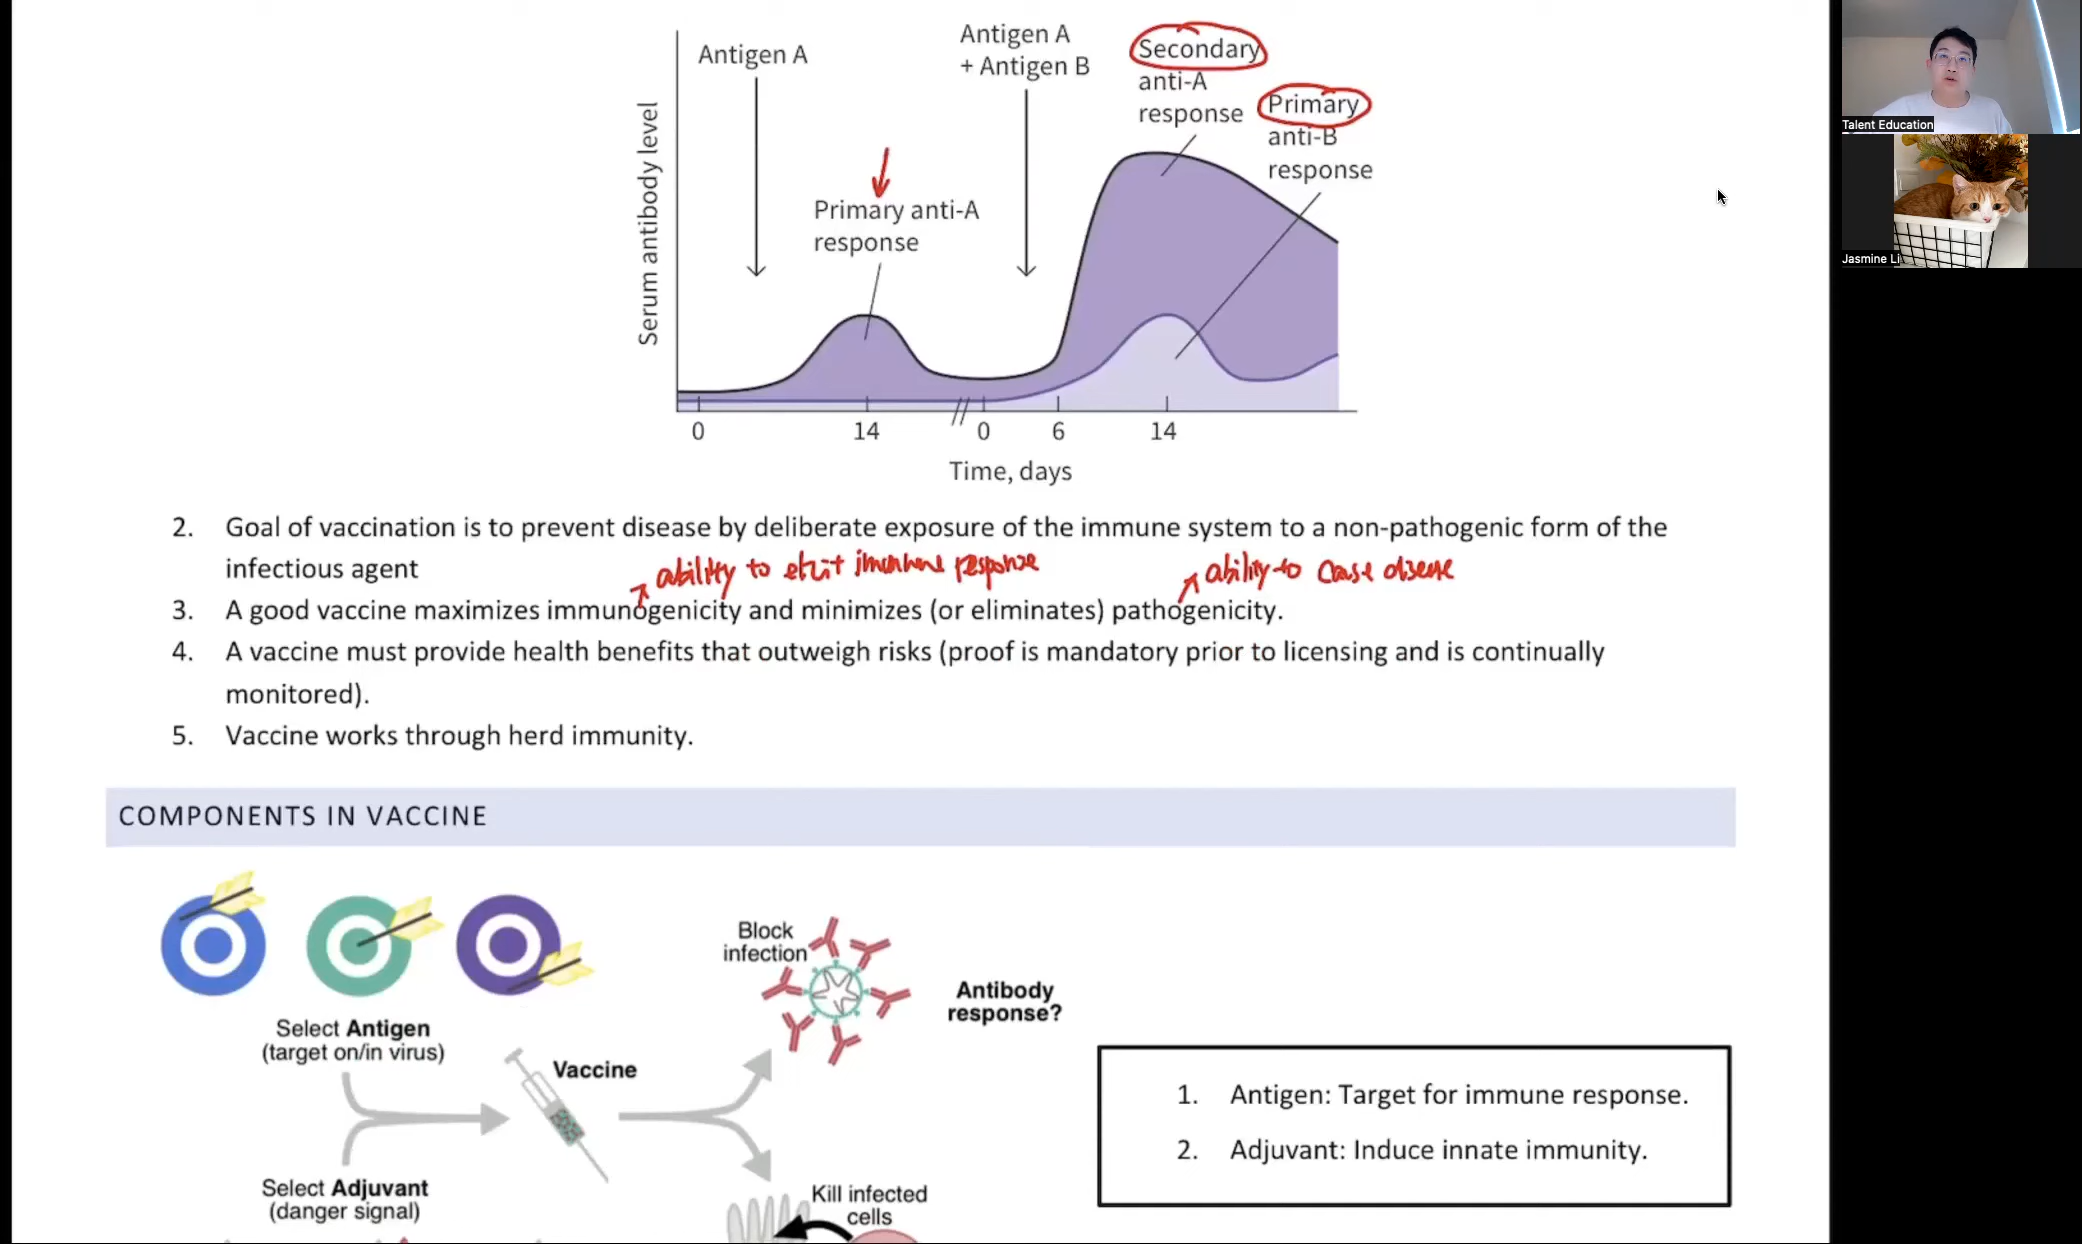 Antigen A
Antigen A
+ Antigen B
Secondary
anti-A
response
Primary
anti-B
response
Primary anti-A
response
Serum antibody level
0
14
0
6
14
Time, days
2. Goal of vaccination is to prevent disease by deliberate exposure of the immune system to a non-pathogenic form of the
infectious agent
ability to elicit immune response
ability to cause disease
3. A good vaccine maximizes immunogenicity and minimizes (or eliminates) pathogenicity.
4. A vaccine must provide health benefits that outweigh risks (proof is mandatory prior to licensing and is continually
monitored).
5. Vaccine works through herd immunity.
COMPONENTS IN VACCINE
Select Antigen
(target on/in virus)
Vaccine
Select Adjuvant
(danger signal)
Block
infection
Antibody
response?
Kill infected
cells
1. Antigen: Target for immune response.
2. Adjuvant: Induce innate immunity.
Talent Education
Jasmine Li